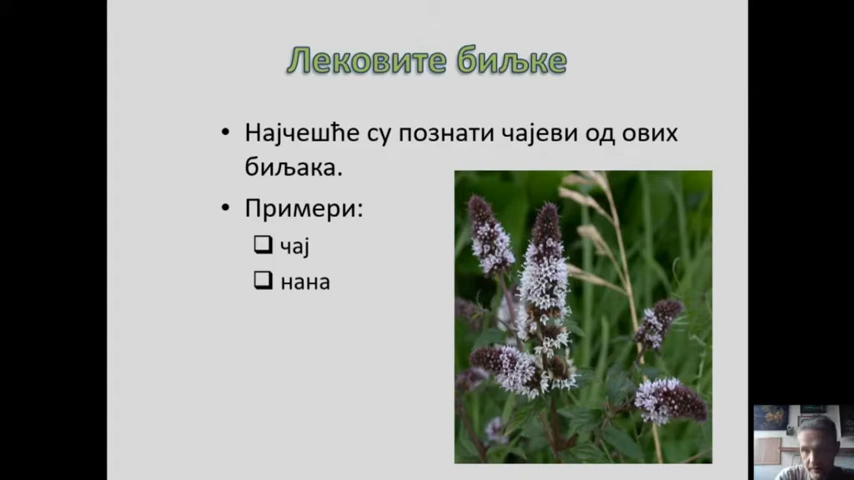 Лековите биљке
• Најчешће су познати чајеви од ових
биљака.
• Примери:
❑ чај
❑ нана